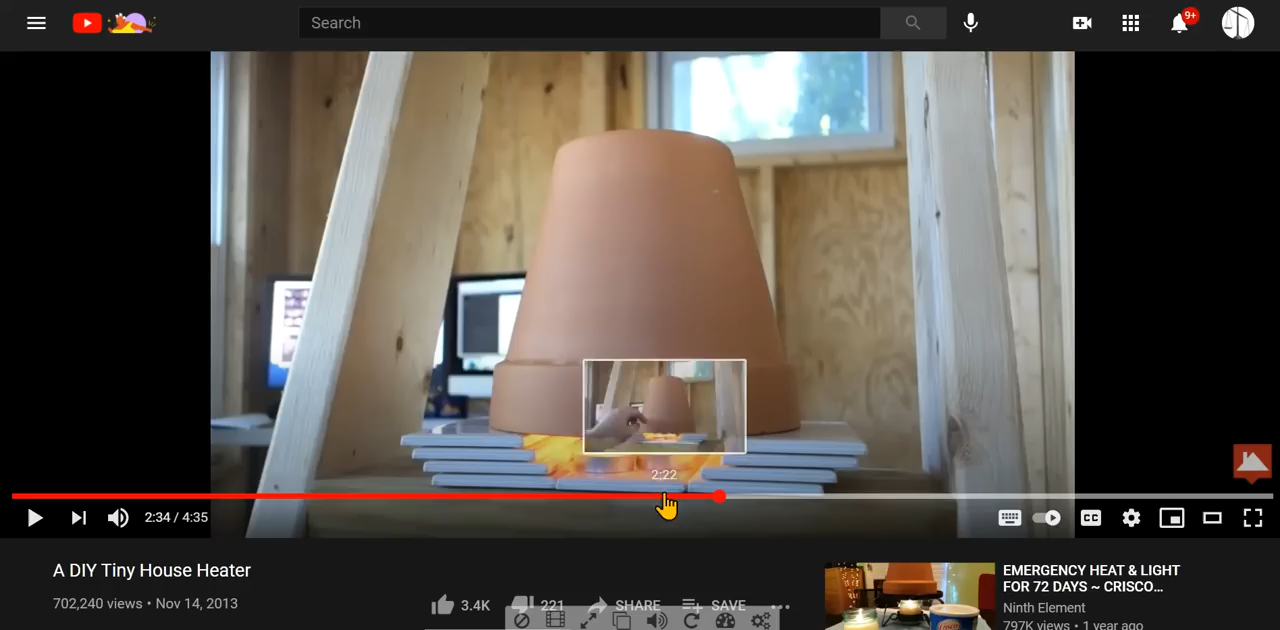 Search
9+
2:22
2:34 / 4:35
CC
A DIY Tiny House Heater
702,240 views • Nov 14, 2013
3.4K
221
SHARE
SAVE
EMERGENCY HEAT & LIGHT
FOR 72 DAYS ~ CRISCO...
Ninth Element
797K views • 1 year ago